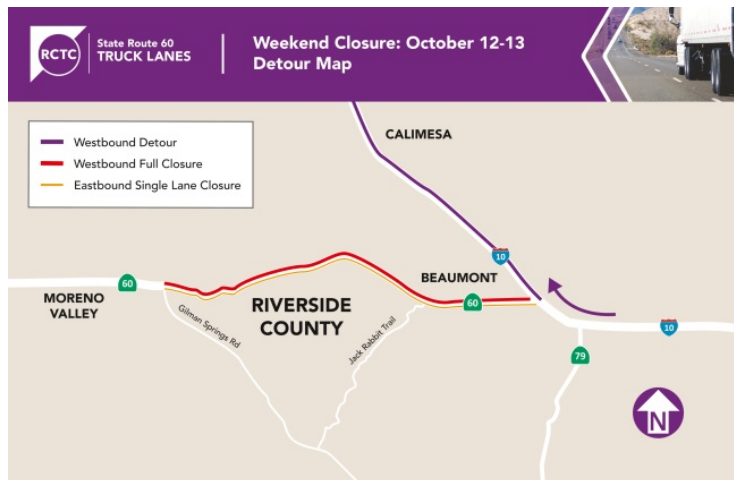 RCTC
State Route 60
TRUCK LANES
Weekend Closure: October 12-13
Detour Map
Westbound Detour
Westbound Full Closure
Eastbound Single Lane Closure
CALIMESA
10
BEAUMONT
60
MORENO
VALLEY
RIVERSIDE
COUNTY
60
Gilman Springs Rd
Jack Rabbit Trail
10
79
N